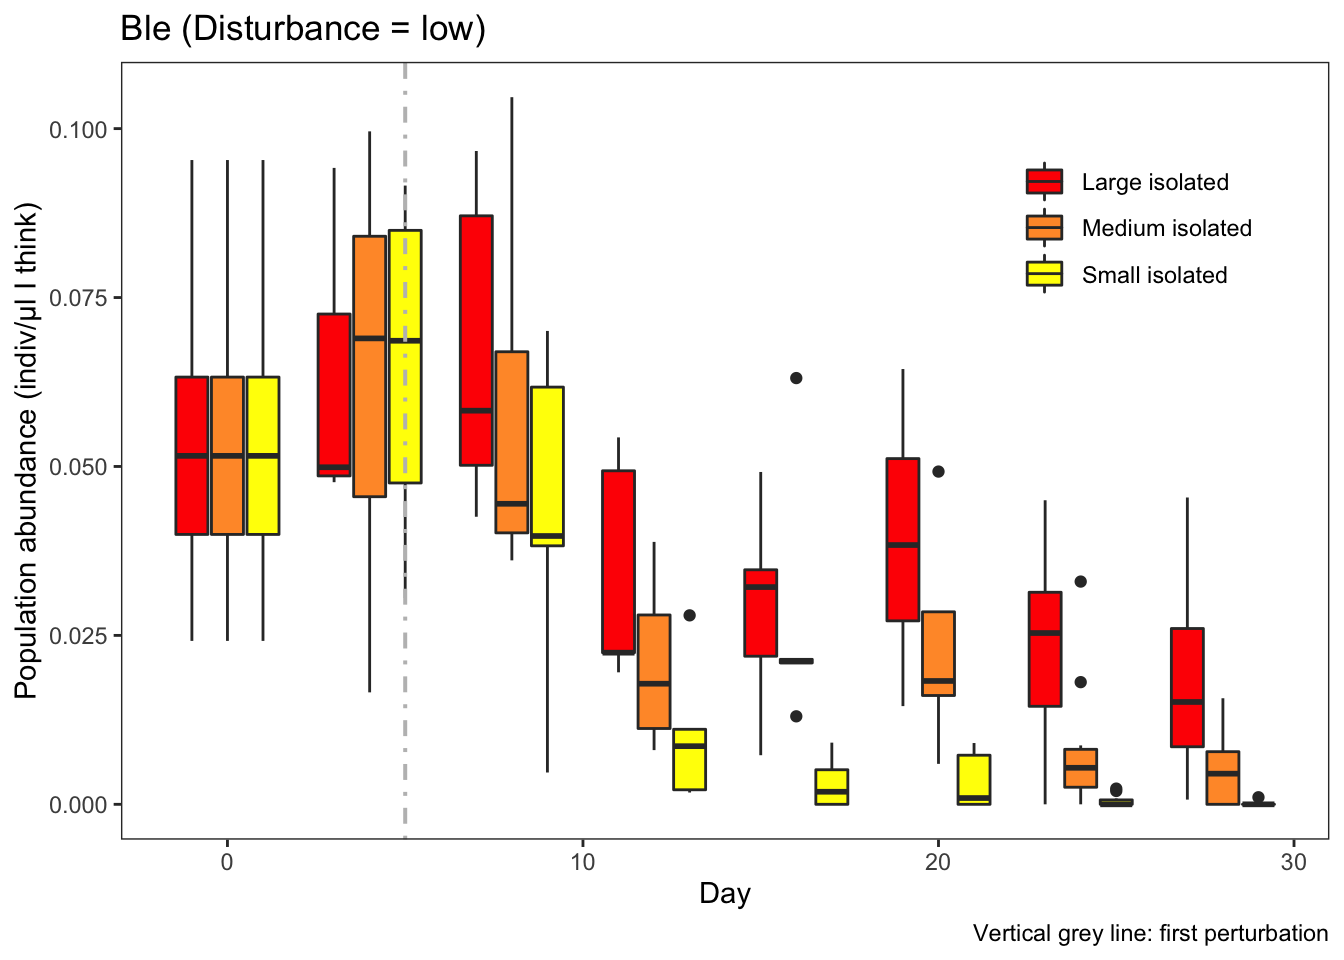 Ble (Disturbance = low)
Population abundance (indiv/µl I think)
0.100
0.075
0.050
0.025
0.000
Large isolated
Medium isolated
Small isolated
0
10
20
30
Day
Vertical grey line: first perturbation